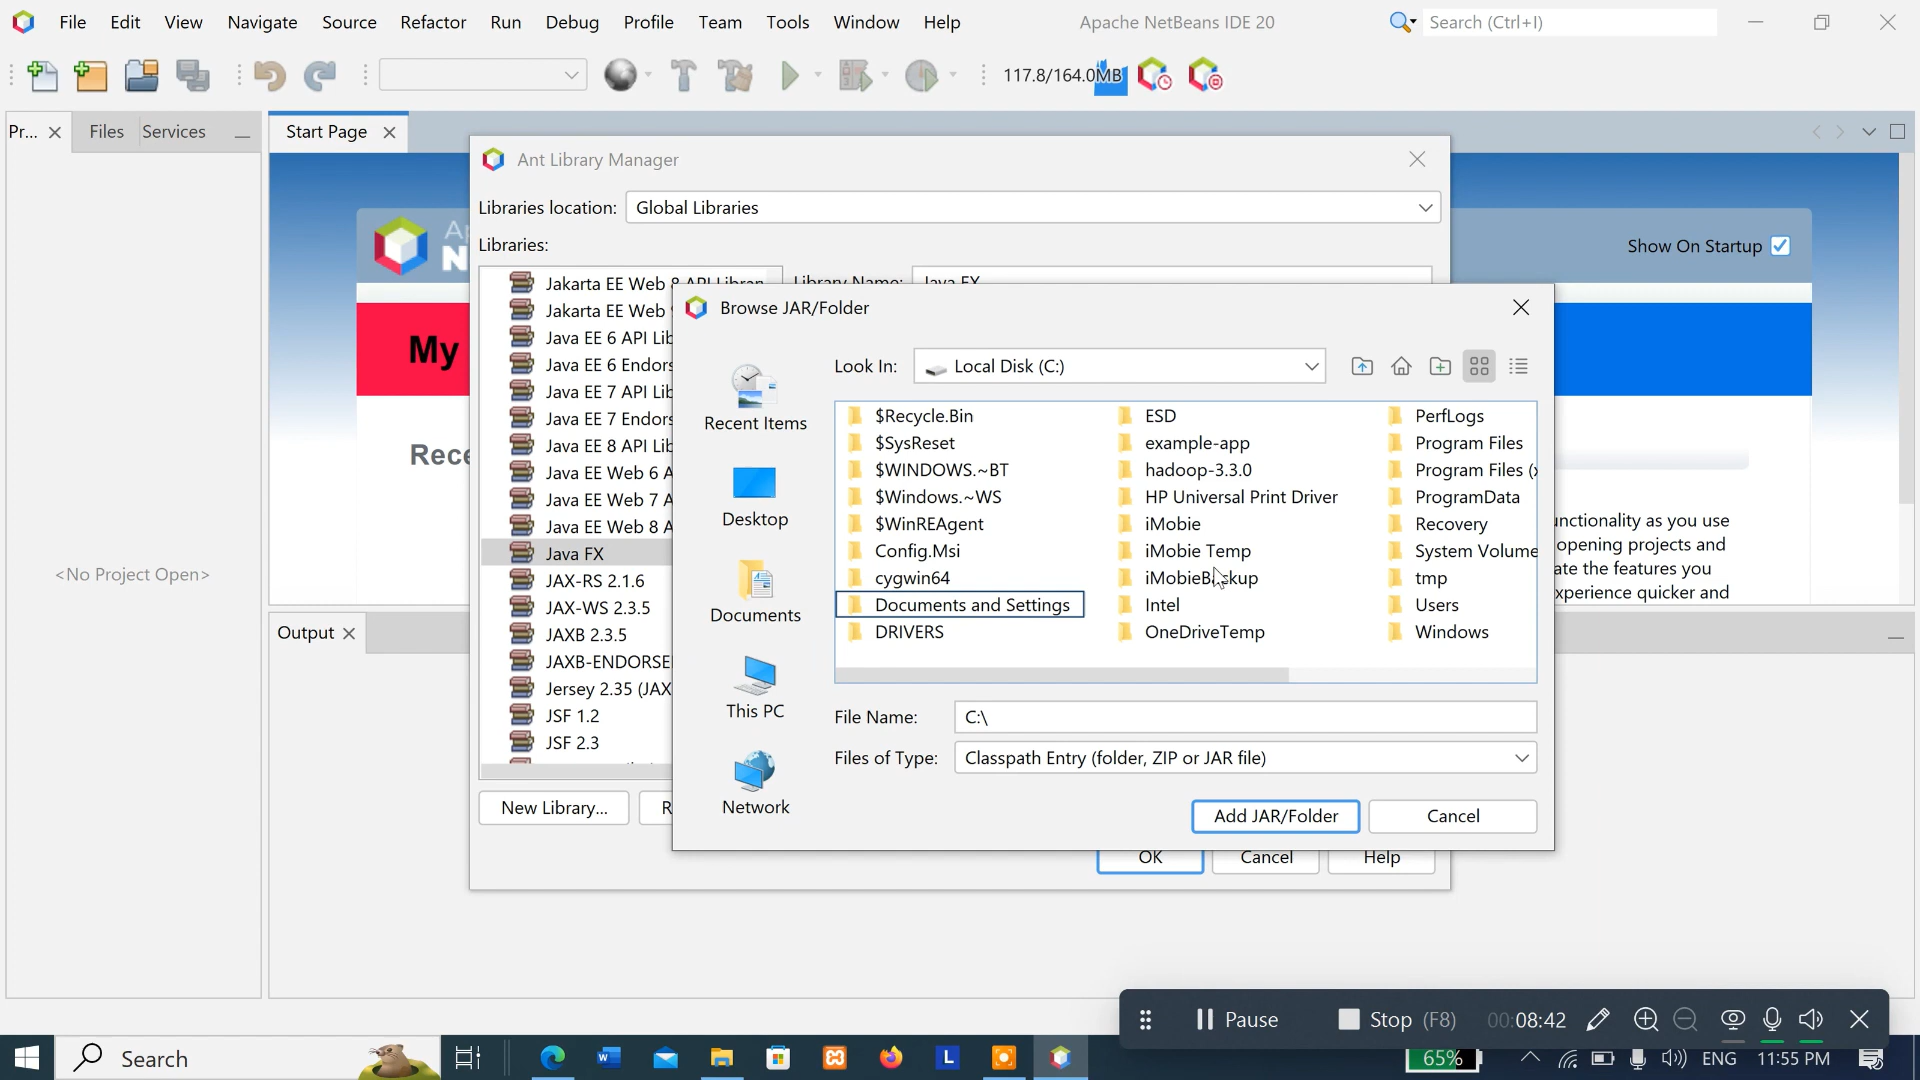 File Edit View Navigate Source Refactor Run Debug Profile Team Tools Window Help Apache NetBeans IDE 20 Search (Ctrl+I)
117.8/164.0MB
Pr... Files Services Start Page
Ant Library Manager
Libraries location: Global Libraries
Libraries:
Show On Startup
Jakarta EE Web 8 API Librar
Library Name: Java FX
Jakarta EE Web
Java EE 6 API Lib
Java EE 6 Endors
Java EE 7 API Lib
Java EE 7 Endors
Java EE 8 API Lib
Java EE Web 6 A
Java EE Web 7 A
Java EE Web 8 A
Java FX
JAX-RS 2.1.6
JAX-WS 2.3.5
JAXB 2.3.5
JAXB-ENDORSE
Jersey 2.35 (JAX
JSF 1.2
JSF 2.3
New Library...
R
OK Cancel Help
My
Rece
Browse JAR/Folder
Look In: Local Disk (C:)
Recent Items
Desktop
Documents
This PC
Network
$Recycle.Bin
$SysReset
$WINDOWS.~BT
$Windows.~WS
$WinREAgent
Config.Msi
cygwin64
Documents and Settings
DRIVERS
ESD
example-app
hadoop-3.3.0
HP Universal Print Driver
iMobie
iMobie Temp
iMobieBackup
Intel
OneDriveTemp
PerfLogs
Program Files
Program Files (x
ProgramData
Recovery
System Volume
tmp
Users
Windows
File Name: C:\
Files of Type: Classpath Entry (folder, ZIP or JAR file)
Add JAR/Folder Cancel
unctionality as you use
opening projects and
ate the features you
xperience quicker and
<No Project Open>
Output
Pause Stop (F8) 00:08:42
Search
L
65% ENG 11:55 PM